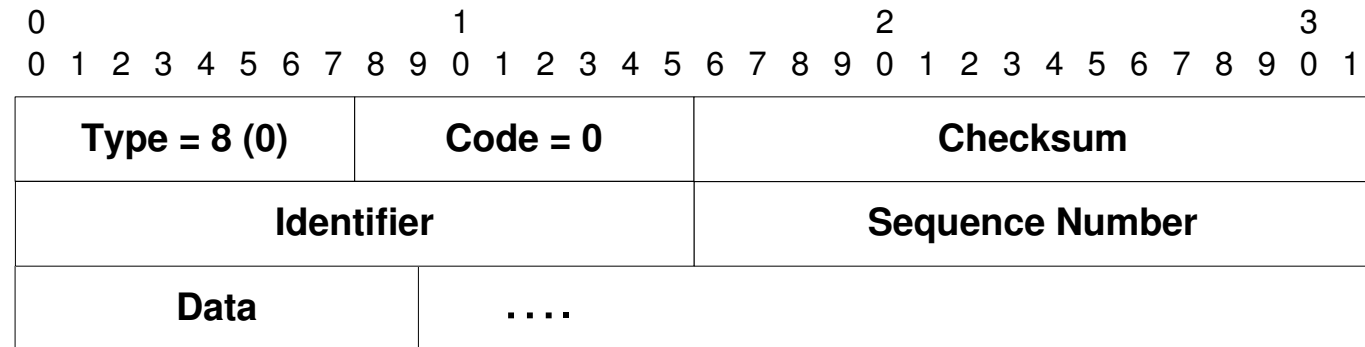 0 1 2 3
0 1 2 3 4 5 6 7 8 9 0 1 2 3 4 5 6 7 8 9 0 1 2 3 4 5 6 7 8 9 0 1
Type = 8 (0) Code = 0 Checksum
Identifier Sequence Number
Data ....